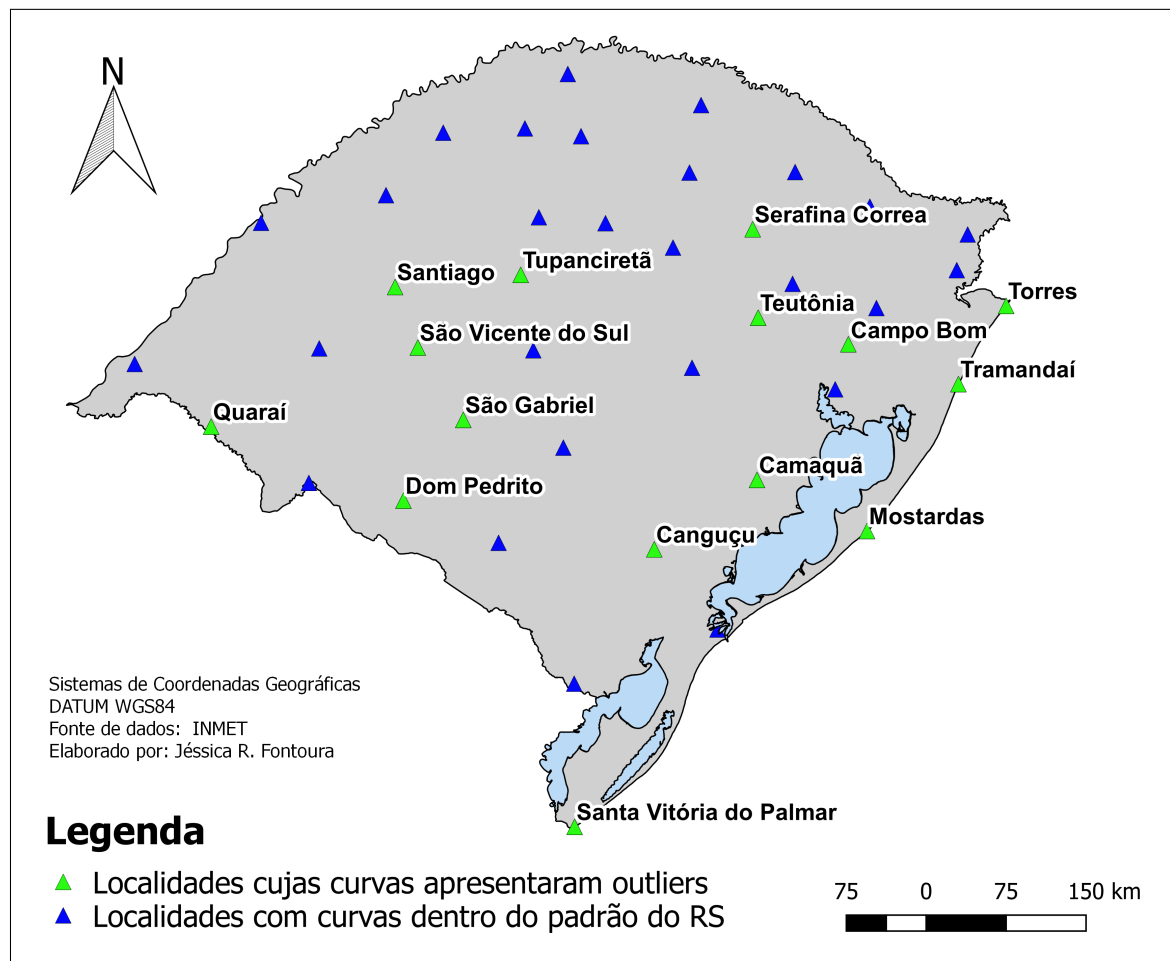 N
Serafina Correa
Tupanciretã
Santiago
Torres
Teutônia
São Vicente do Sul
Campo Bom
Tramandaí
Quaraí
São Gabriel
Camaquã
Dom Pedrito
Mostardas
Canguçu
Sistemas de Coordenadas Geográficas
DATUM WGS84
Fonte de dados: INMET
Elaborado por: Jéssica R. Fontoura
Santa Vitória do Palmar
Legenda
Localidades cujas curvas apresentaram outliers
Localidades com curvas dentro do padrão do RS
75 0 75 150 km